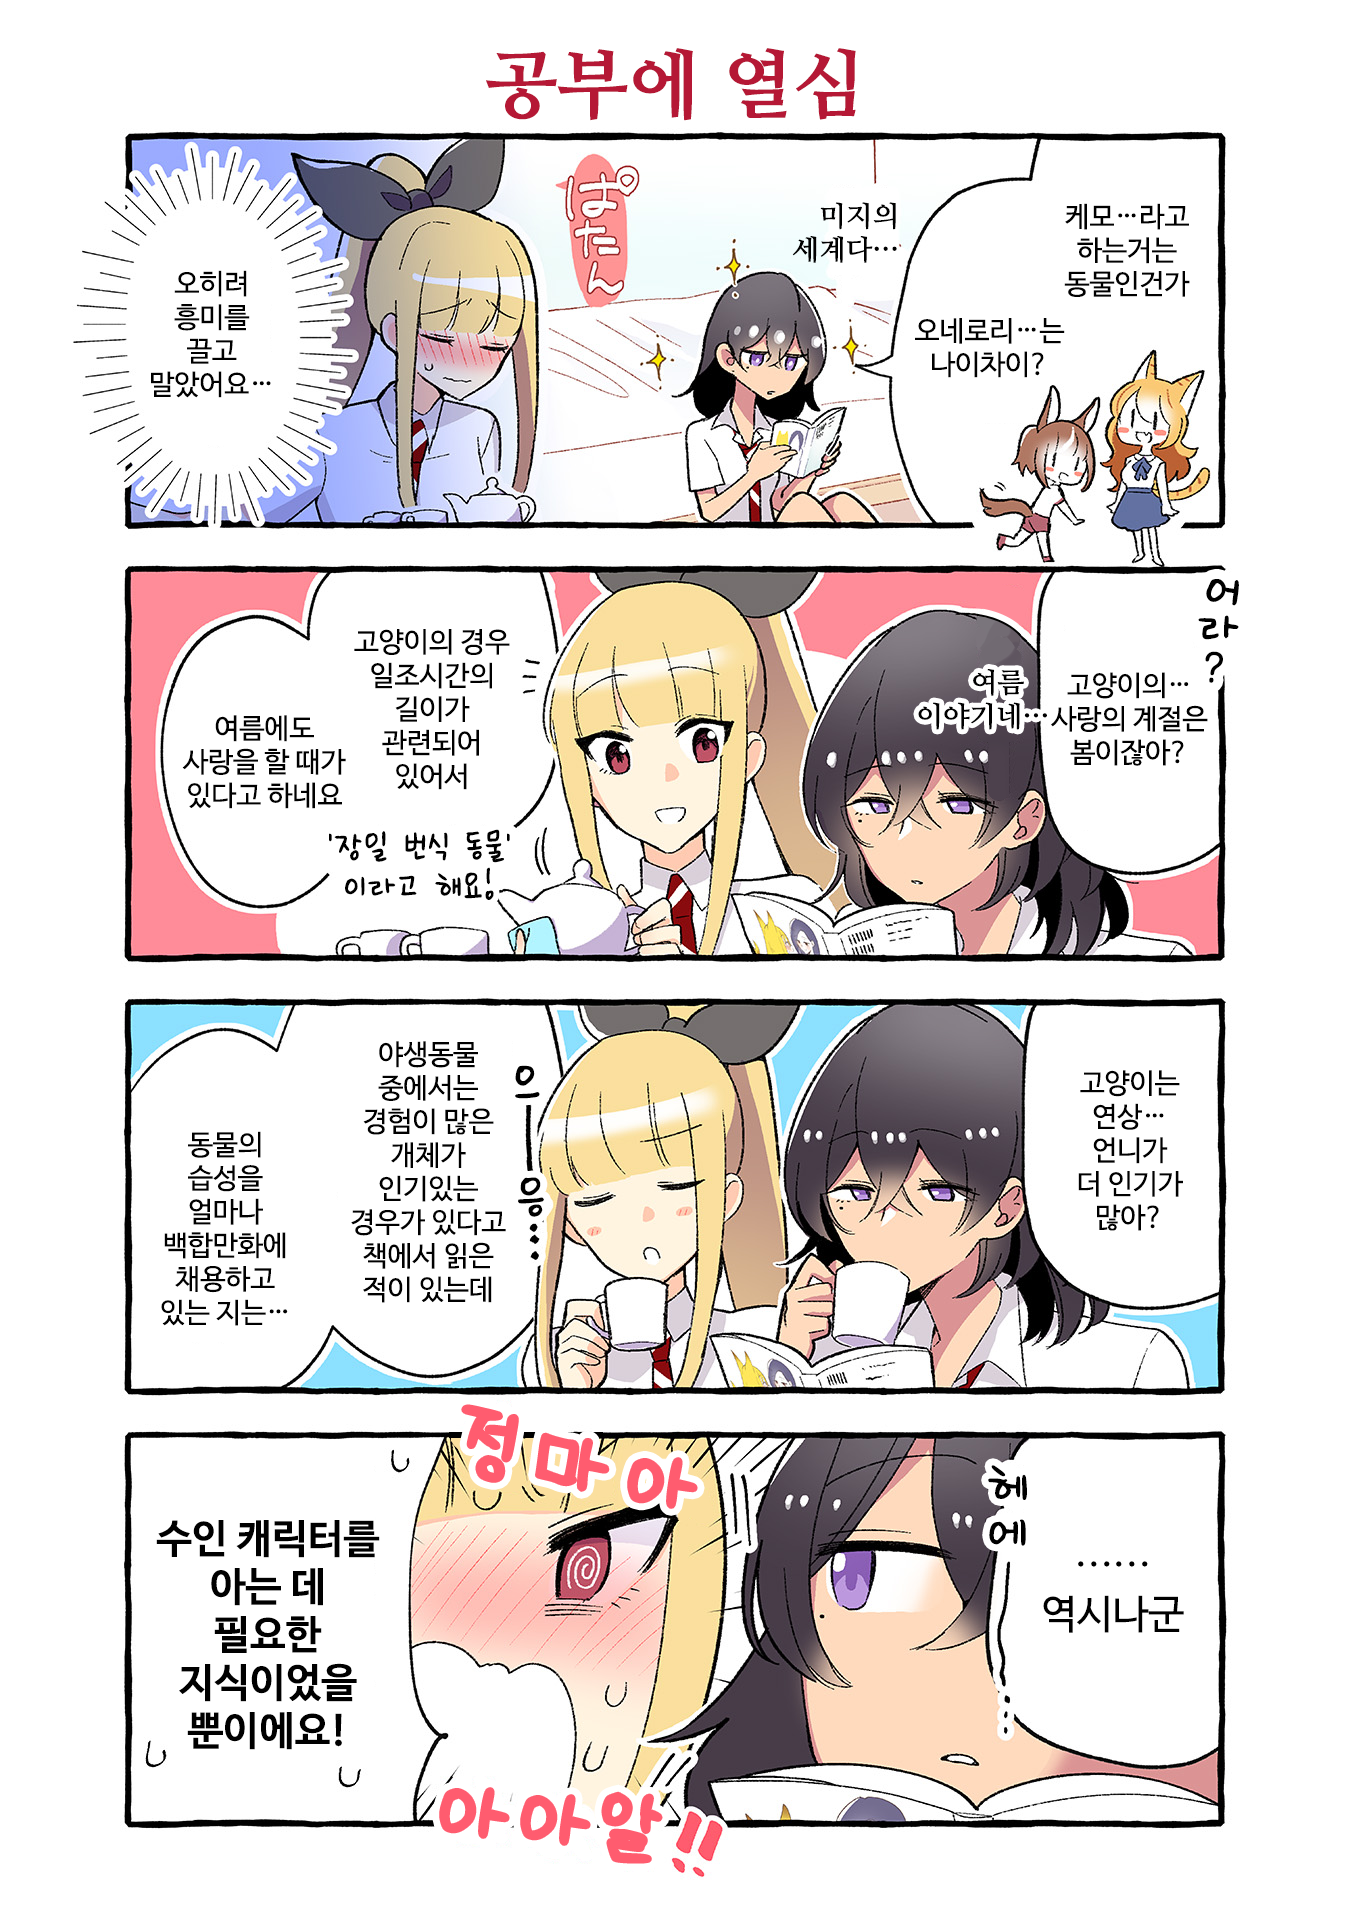 공부에 열심
케모…라고
하는거는
동물인건가
오네로리…는
나이차이?
미지의
세계다…
ぱたん
오히려
흥미를
끌고
말았어요…
어라?
고양이의…
사랑의 계절은
봄이잖아?
여름
이야기네…
고양이의 경우
일조시간의
길이가
관련되어
있어서
'장일 번식 동물'
이라고 해요!
여름에도
사랑을 할 때가
있다고 하네요
고양이는
연상…
언니가
더 인기가
많아?
으ー응…
야생동물
중에서는
경험이 많은
개체가
인기있는
경우가 있다고
책에서 읽은
적이 있는데
동물의
습성을
얼마나
백합만화에
채용하고
있는 지는…
……
역시나군
헤에…
정마아
아아알!!
수인 캐릭터를
아는 데
필요한
지식이었을
뿐이에요!